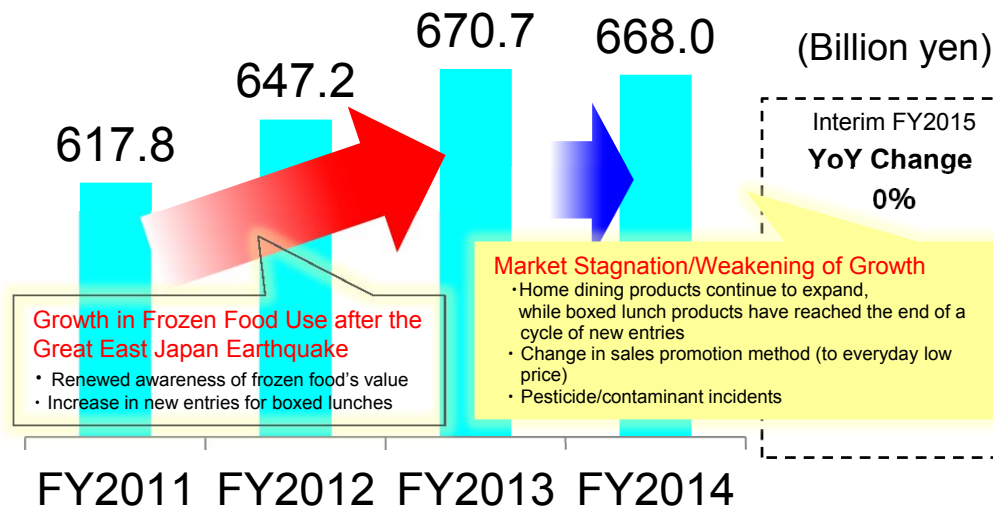 670.7
668.0
(Billion yen)
647.2
617.8
Interim FY2015
YoY Change
0%
Growth in Frozen Food Use after the
Great East Japan Earthquake
・Renewed awareness of frozen food's value
・Increase in new entries for boxed lunches
Market Stagnation/Weakening of Growth
・Home dining products continue to expand,
while boxed lunch products have reached the end of a
cycle of new entries
・Change in sales promotion method (to everyday low
price)
・Pesticide/contaminant incidents
FY2011
FY2012
FY2013
FY2014